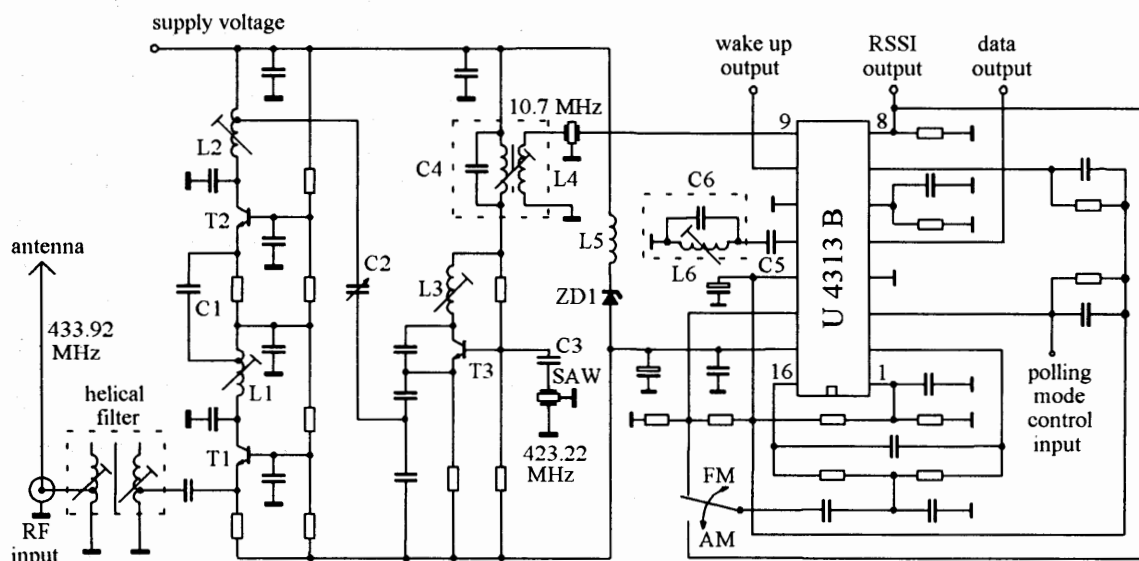 supply voltage
wake up
output
RSSI
output
data
output
10.7 MHz
9
8
L2
C4
L4
T2
C6
antenna
L5
C2
L6
C5
U 4313 B
C1
L3
ZD1
433.92
MHz
C3
T3
SAW
L1
16
1
polling
mode
control
input
helical
filter
423.22
MHz
T1
FM
RF
input
AM